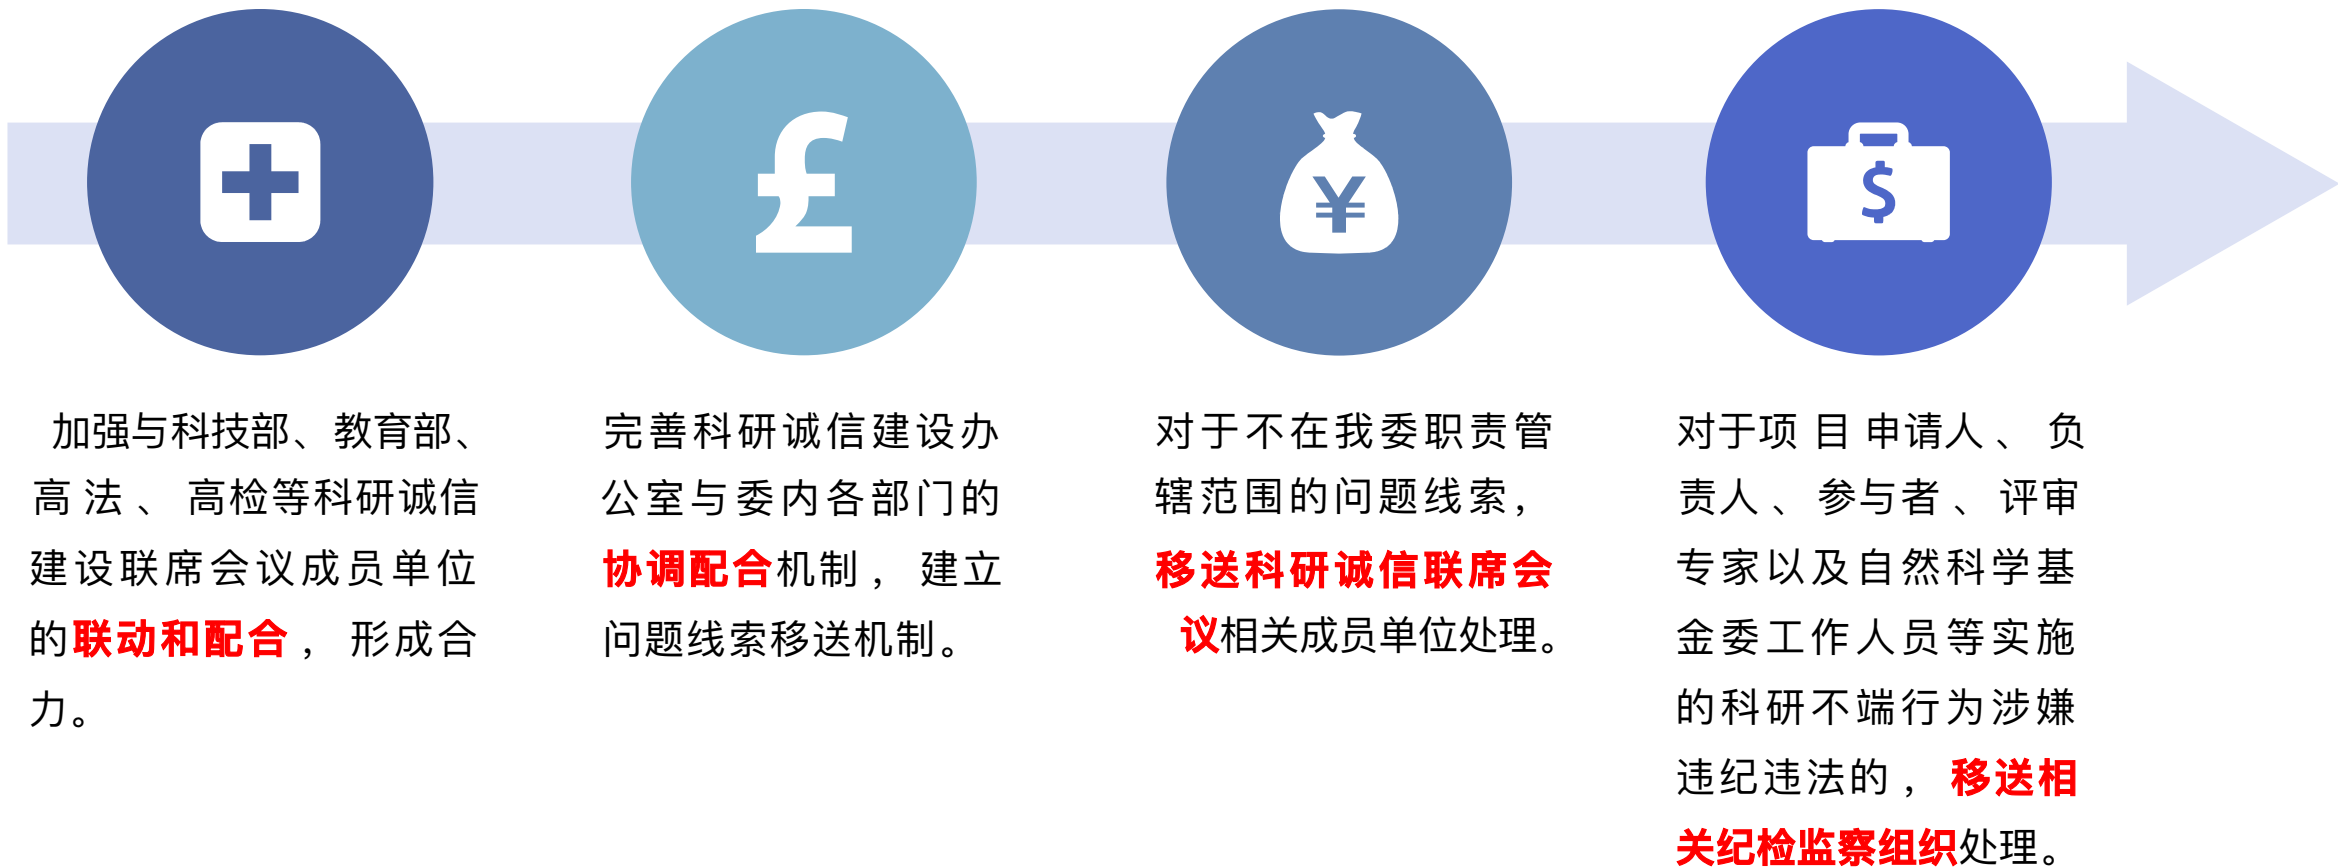 £
¥
$
加强与科技部、教育部、
高法、高检等科研诚信
建设联席会议成员单位
的联动和配合，形成合
力。
完善科研诚信建设办
公室与委内各部门的
协调配合机制，建立
问题线索移送机制。
对于不在我委职责管
辖范围的问题线索，
移送科研诚信联席会
议相关成员单位处理。
对于项目申请人、负
责人、参与者、评审
专家以及自然科学基
金委工作人员等实施
的科研不端行为涉嫌
违纪违法的，移送相
关纪检监察组织处理。